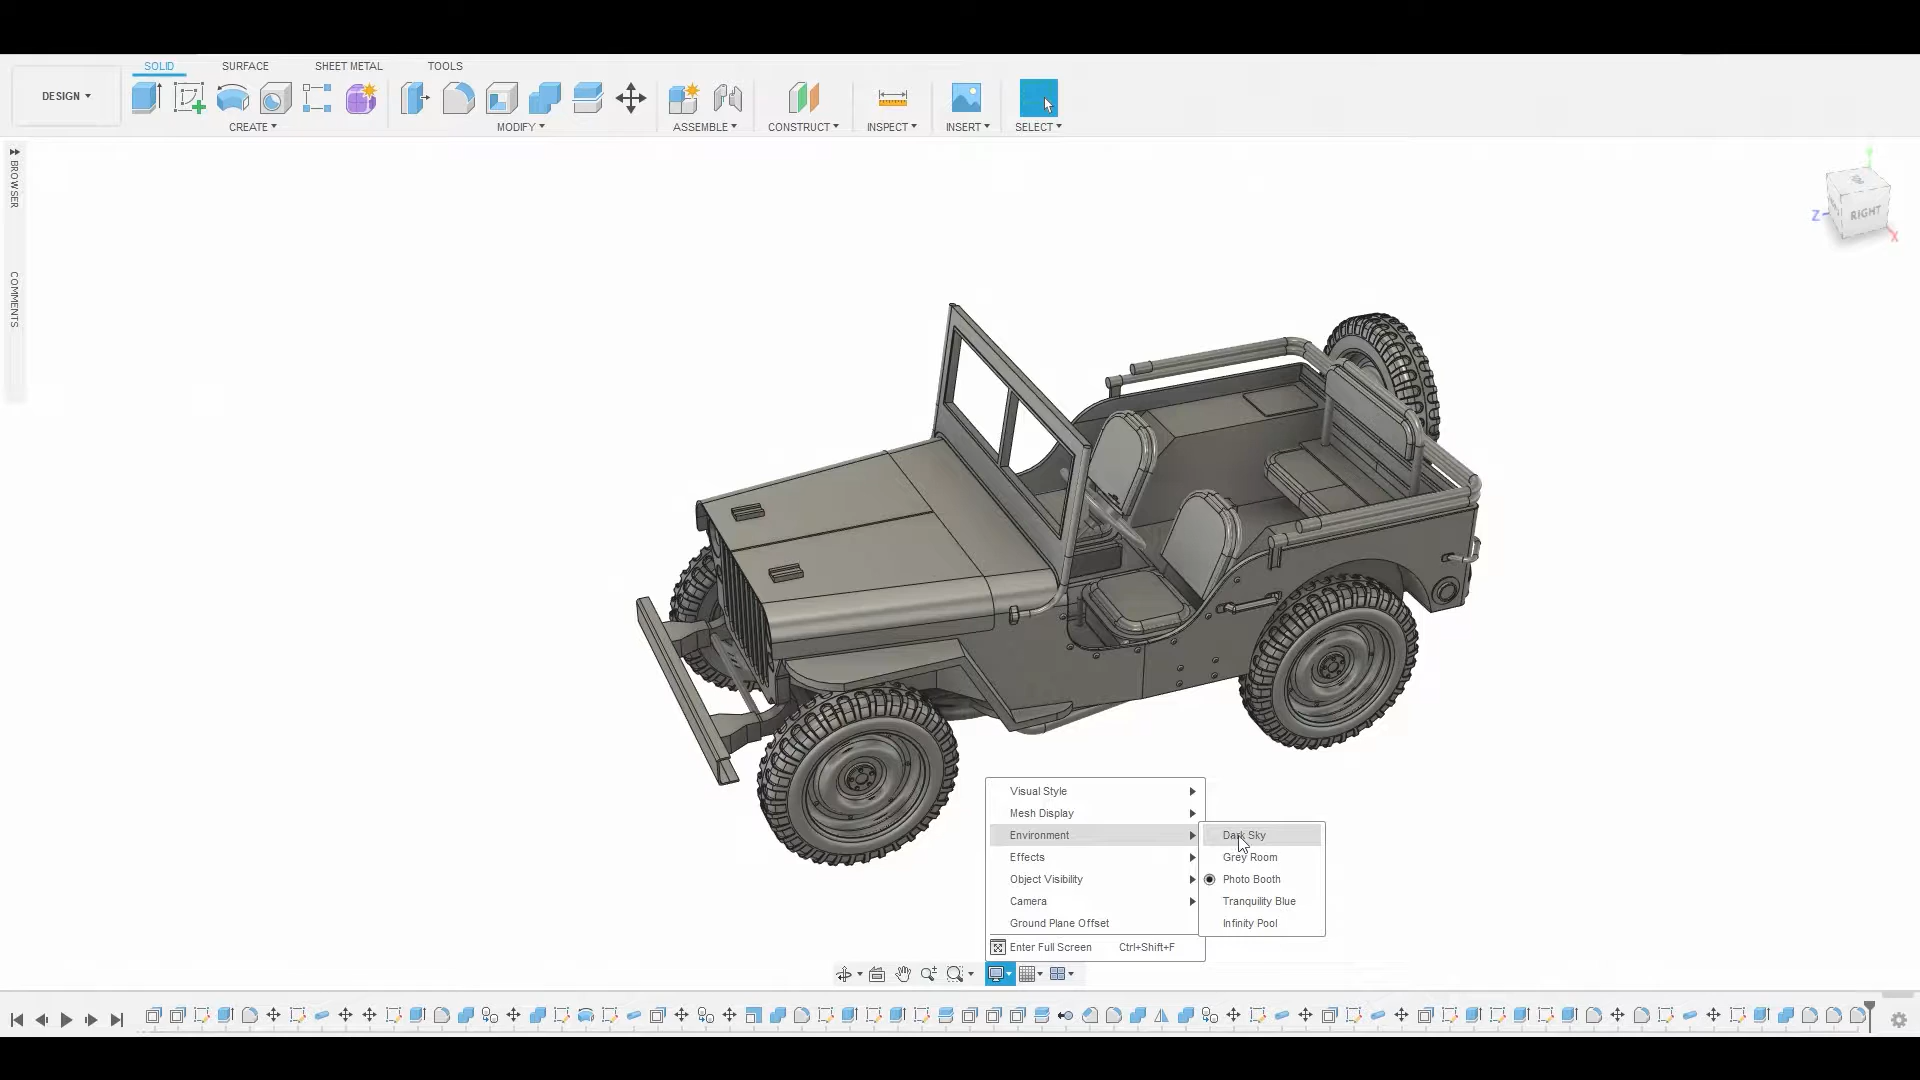 SOLID
SURFACE
SHEET METAL
TOOLS
DESIGN
CREATE
MODIFY
ASSEMBLE
CONSTRUCT
INSPECT
INSERT
SELECT
BROWSER
COMMENTS
RIGHT
Z
X
Visual Style
Mesh Display
Environment
Effects
Object Visibility
Camera
Ground Plane Offset
Enter Full Screen Ctrl+Shift+F
Dark Sky
Grey Room
Photo Booth
Tranquility Blue
Infinity Pool